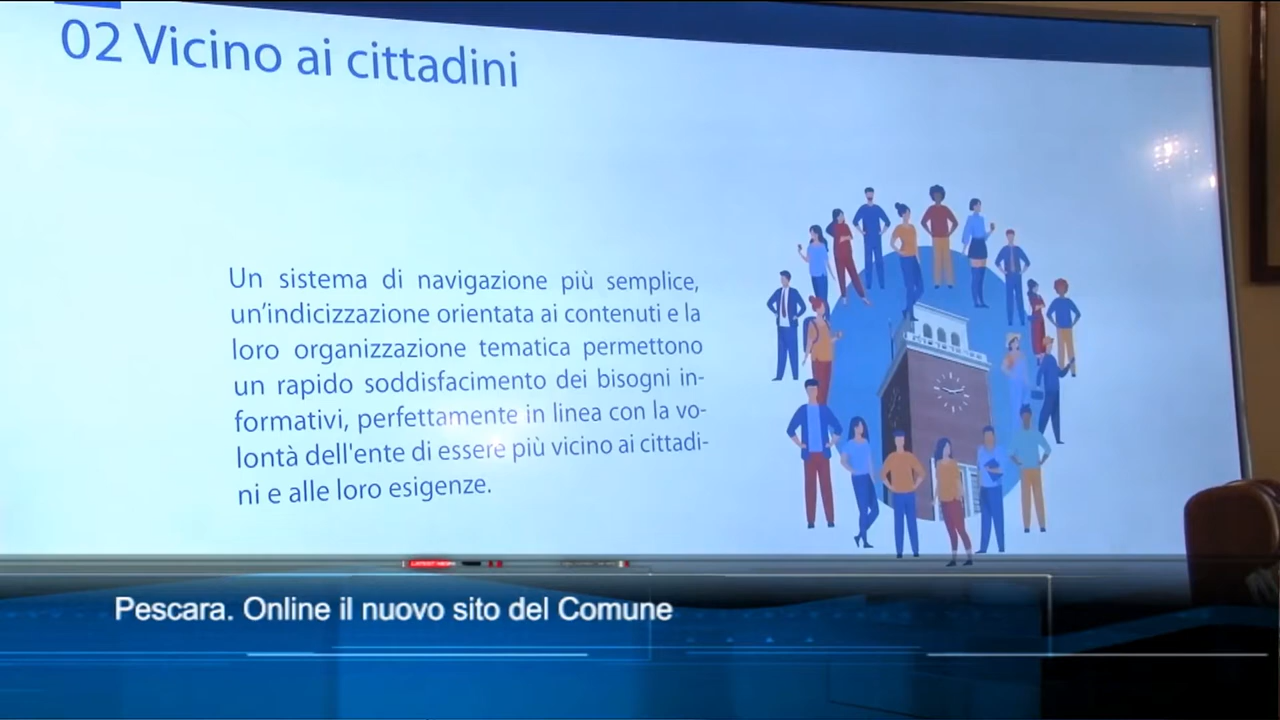 02 Vicino ai cittadini
Un sistema di navigazione più semplice,
un'indicizzazione orientata ai contenuti e la
loro organizzazione tematica permettono
un rapido soddisfacimento dei bisogni in-
formativi, perfettamente in linea con la vo-
lontà dell'ente di essere più vicino ai cittadi-
ni e alle loro esigenze.
LATEST NEWS
Pescara. Online il nuovo sito del Comune